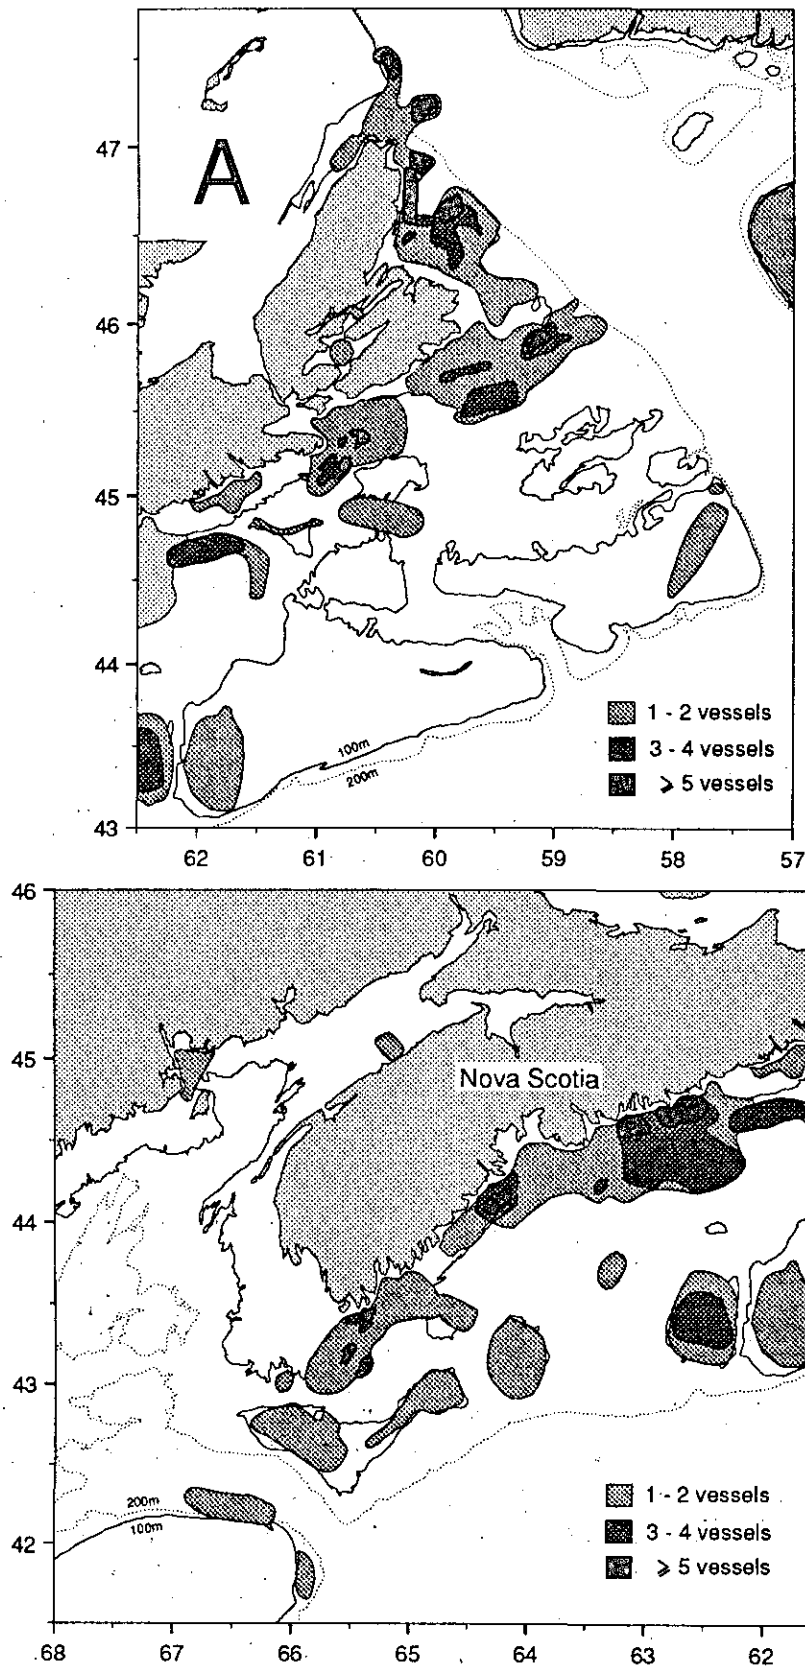 47
A
46
45
44
43
100m
200m
1 - 2 vessels
3 - 4 vessels
⩾ 5 vessels
62 61 60 59 58 57
46
45
Nova Scotia
44
43
42
200m
100m
1 - 2 vessels
3 - 4 vessels
⩾ 5 vessels
68 67 66 65 64 63 62